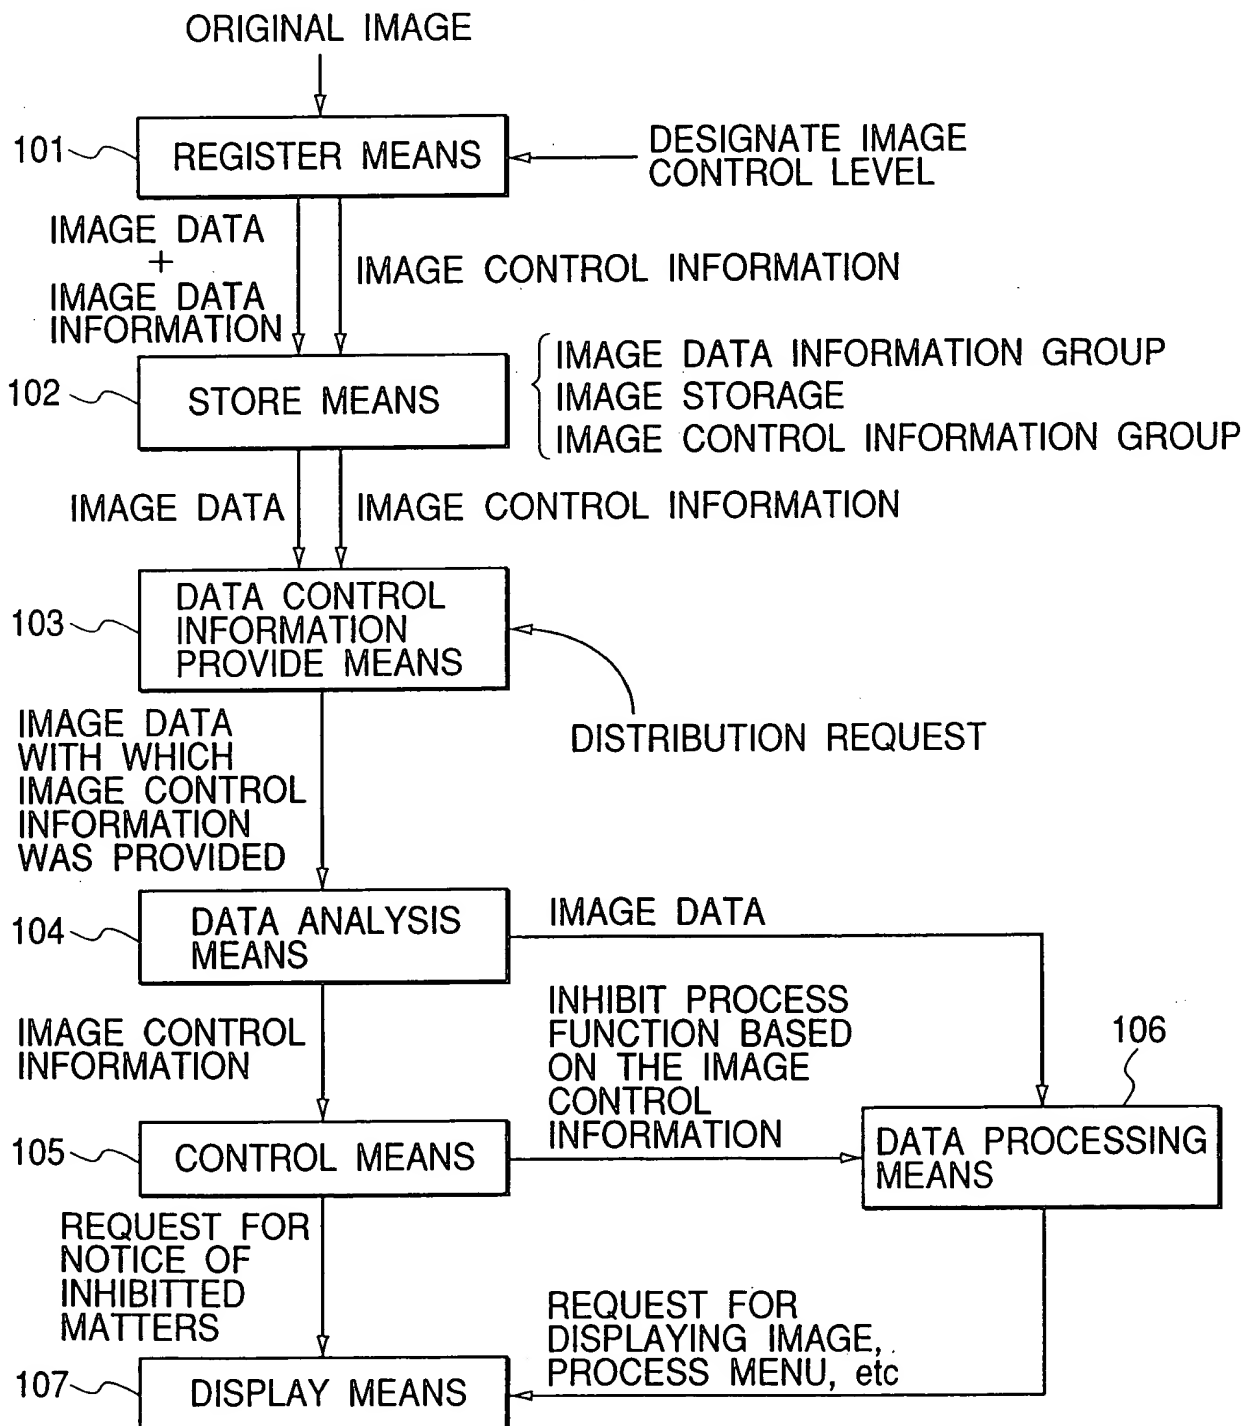 ORIGINAL IMAGE
101
REGISTER MEANS
DESIGNATE IMAGE
CONTROL LEVEL
IMAGE DATA
+
IMAGE DATA
INFORMATION
IMAGE CONTROL INFORMATION
102
STORE MEANS
IMAGE DATA INFORMATION GROUP
IMAGE STORAGE
IMAGE CONTROL INFORMATION GROUP
IMAGE DATA
IMAGE CONTROL INFORMATION
103
DATA CONTROL
INFORMATION
PROVIDE MEANS
DISTRIBUTION REQUEST
IMAGE DATA
WITH WHICH
IMAGE CONTROL
INFORMATION
WAS PROVIDED
104
DATA ANALYSIS
MEANS
IMAGE DATA
IMAGE CONTROL
INFORMATION
INHIBIT PROCESS
FUNCTION BASED
ON THE IMAGE
CONTROL
INFORMATION
106
DATA PROCESSING
MEANS
105
CONTROL MEANS
REQUEST FOR
NOTICE OF
INHIBITTED
MATTERS
REQUEST FOR
DISPLAYING IMAGE,
PROCESS MENU, etc
107
DISPLAY MEANS